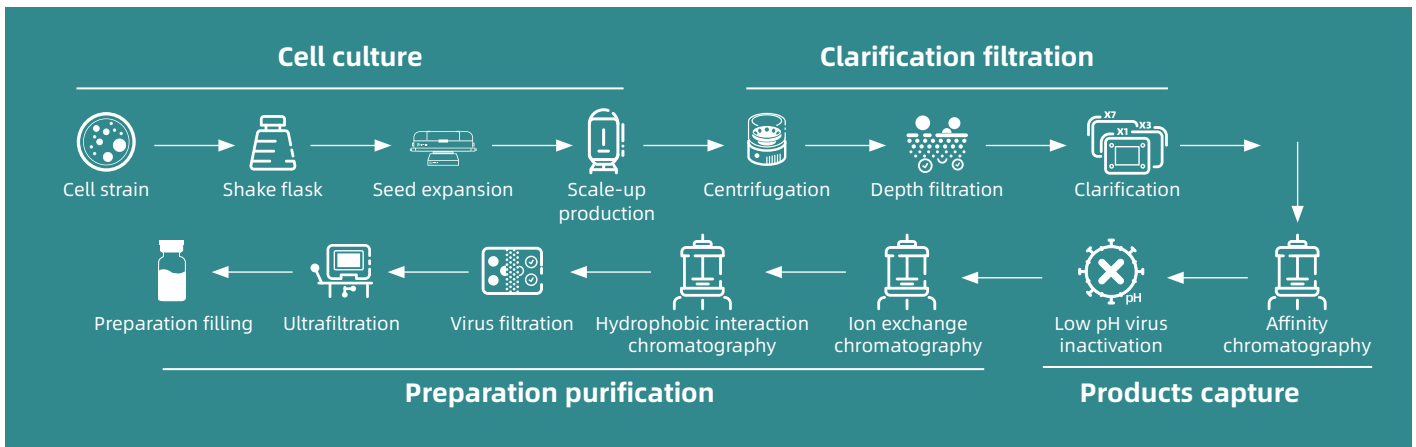 Cell culture
Clarification filtration
X7
X3
X1
Cell strain
Shake flask
Seed expansion
Scale-up
production
Centrifugation
Depth filtration
Clarification
pH
Preparation filling
Ultrafiltration
Virus filtration
Hydrophobic interaction
chromatography
Ion exchange
chromatography
Low pH virus
inactivation
Affinity
chromatography
Preparation purification
Products capture